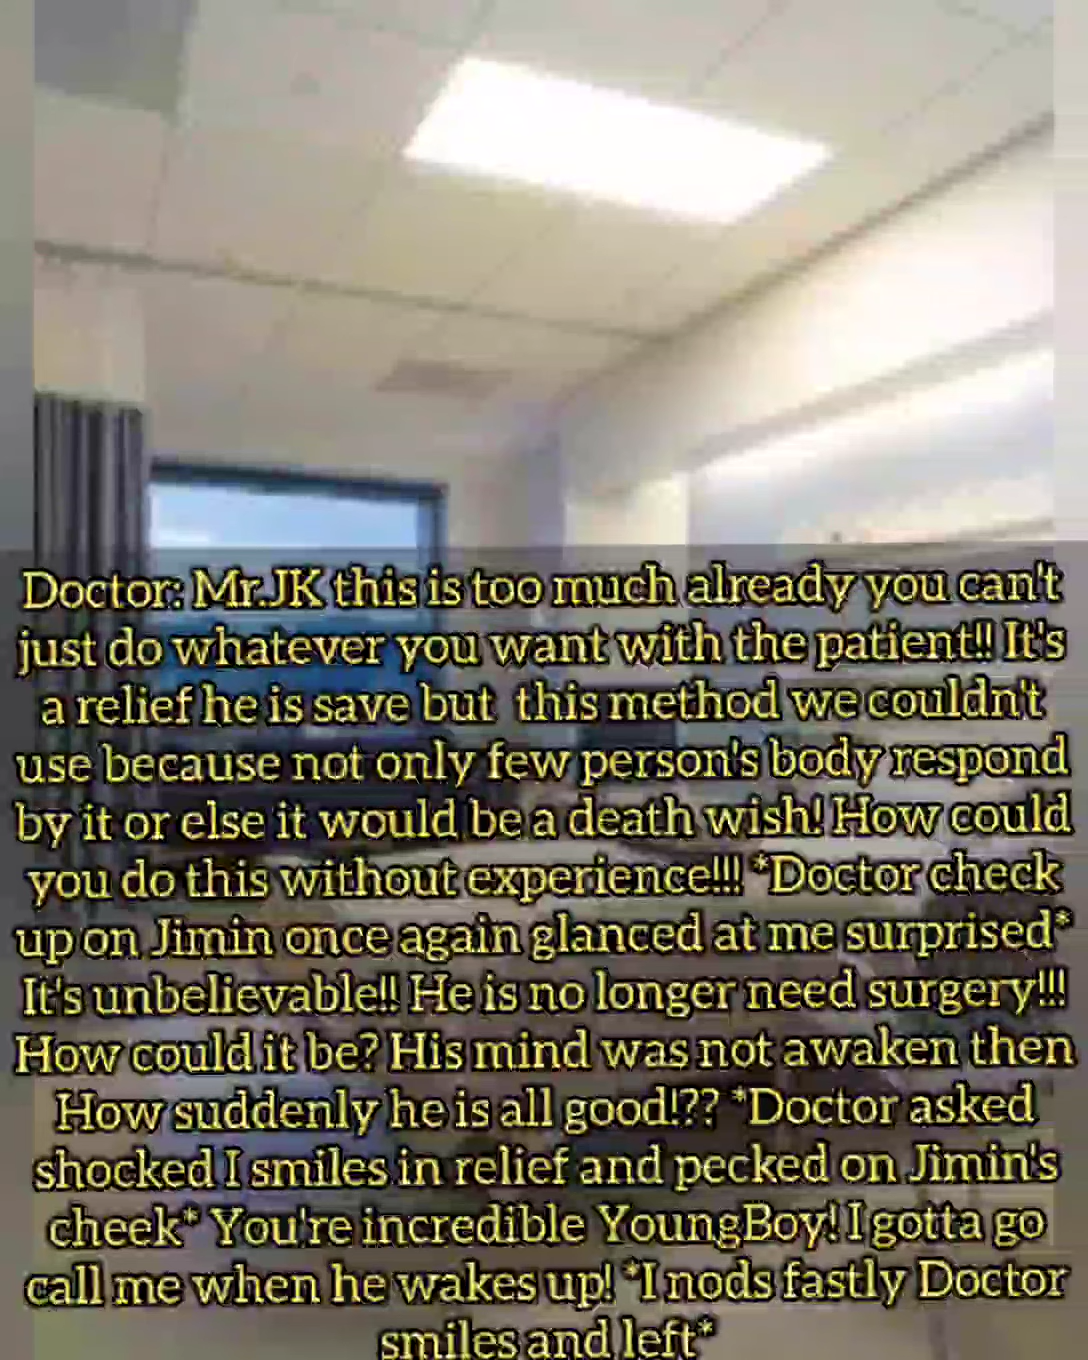 Doctor: Mr.JK this is too much already you can't
just do whatever you want with the patient!! It's
a relief he is save but this method we couldn't
use because not only few person's body respond
by it or else it would be a death wish! How could
you do this without experience!!! *Doctor check
up on Jimin once again glanced at me surprised*
It's unbelievable!! He is no longer need surgery!!!
How could it be? His mind was not awaken then
How suddenly he is all good!?? *Doctor asked
shocked I smiles in relief and pecked on Jimin's
cheek* You're incredible YoungBoy! I gotta go
call me when he wakes up! *I nods fastly Doctor
smiles and left*